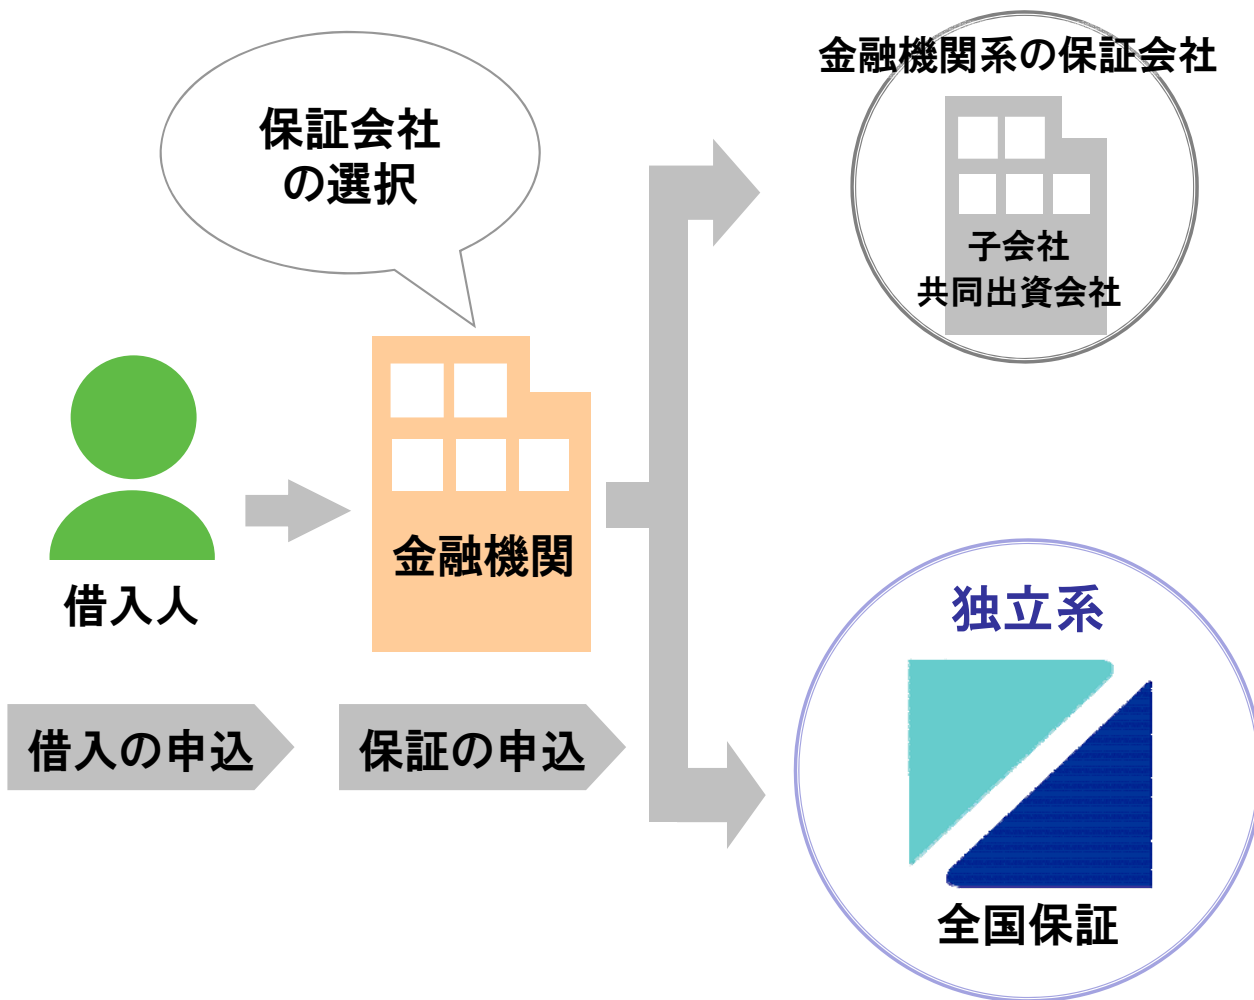 保証会社
の選択
借入人
金融機関
借入の申込
保証の申込
金融機関系の保証会社
子会社
共同出資会社
独立系
全国保証